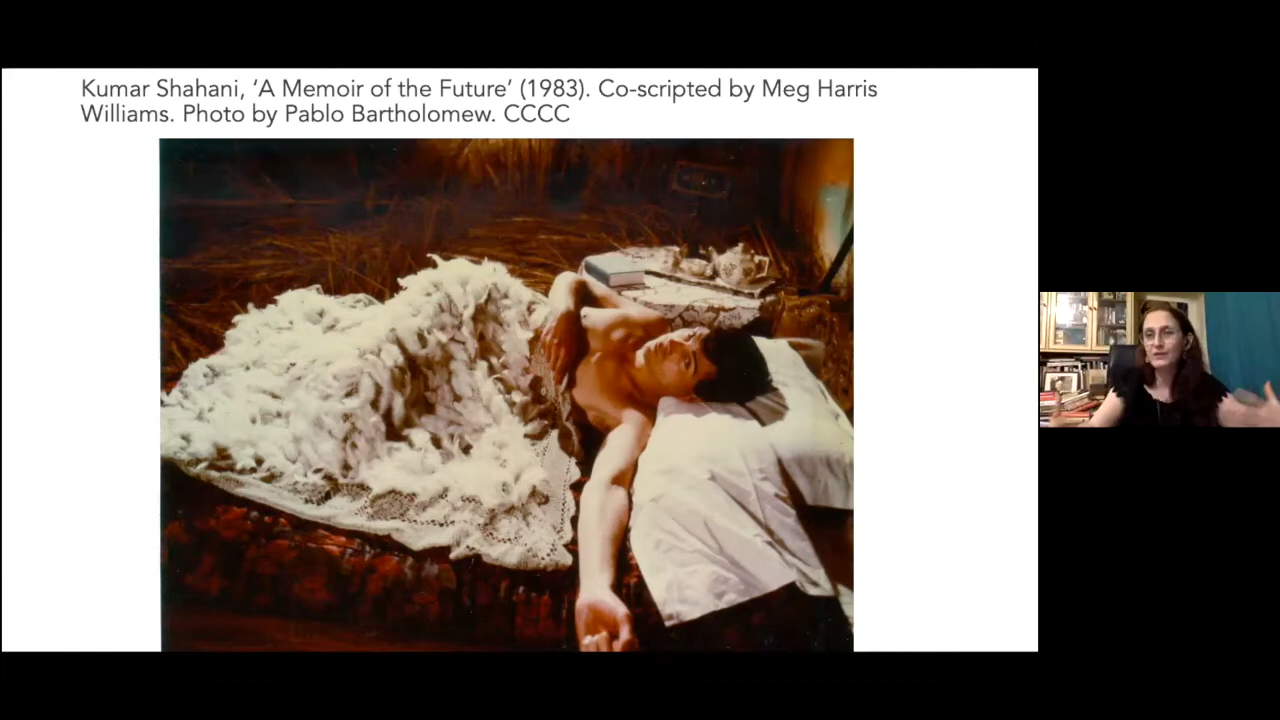 Kumar Shahani, ‘A Memoir of the Future’ (1983). Co-scripted by Meg Harris
Williams. Photo by Pablo Bartholomew. CCCC